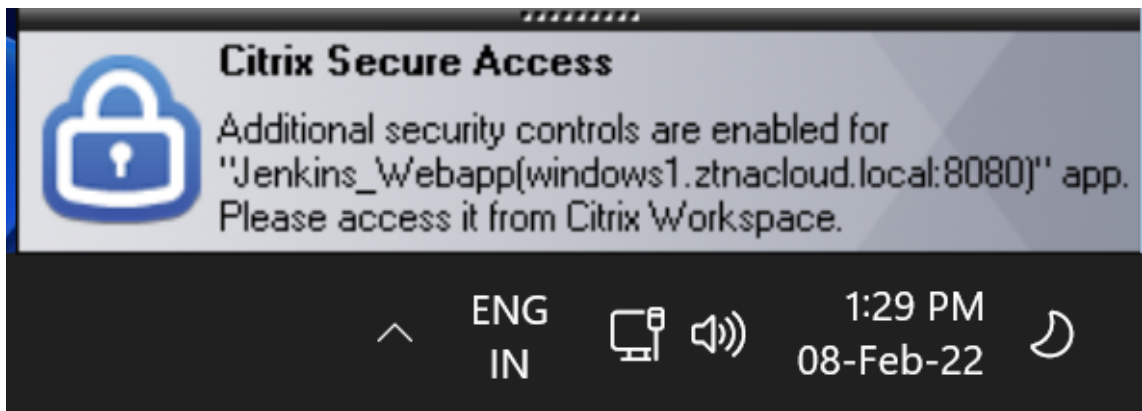 Citrix Secure Access
Additional security controls are enabled for
"Jenkins_Webapp(windows1.ztnacloud.local:8080)" app.
Please access it from Citrix Workspace.
ENG
IN
1:29 PM
08-Feb-22